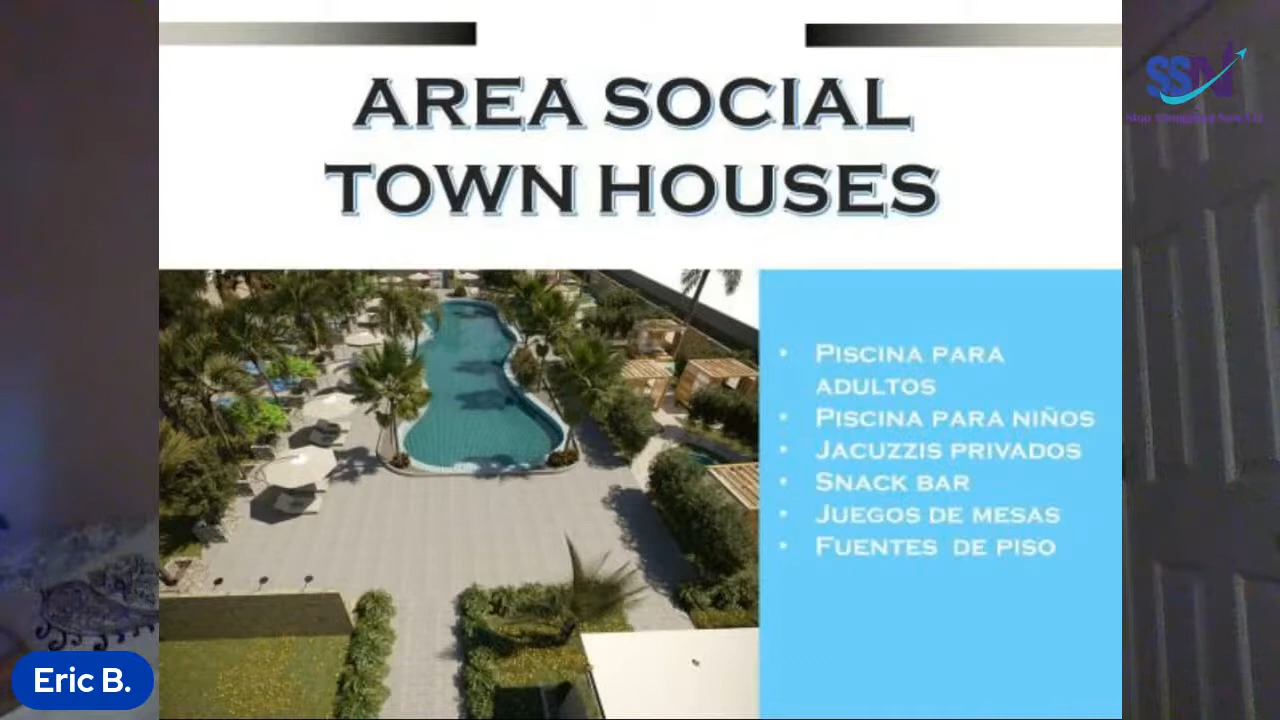 SSN
AREA SOCIAL
TOWN HOUSES
• PISCINA PARA
ADULTOS
• PISCINA PARA NIÑOS
• JACUZZIS PRIVADOS
• SNACK BAR
• JUEGOS DE MESAS
• FUENTES DE PISO
Eric B.